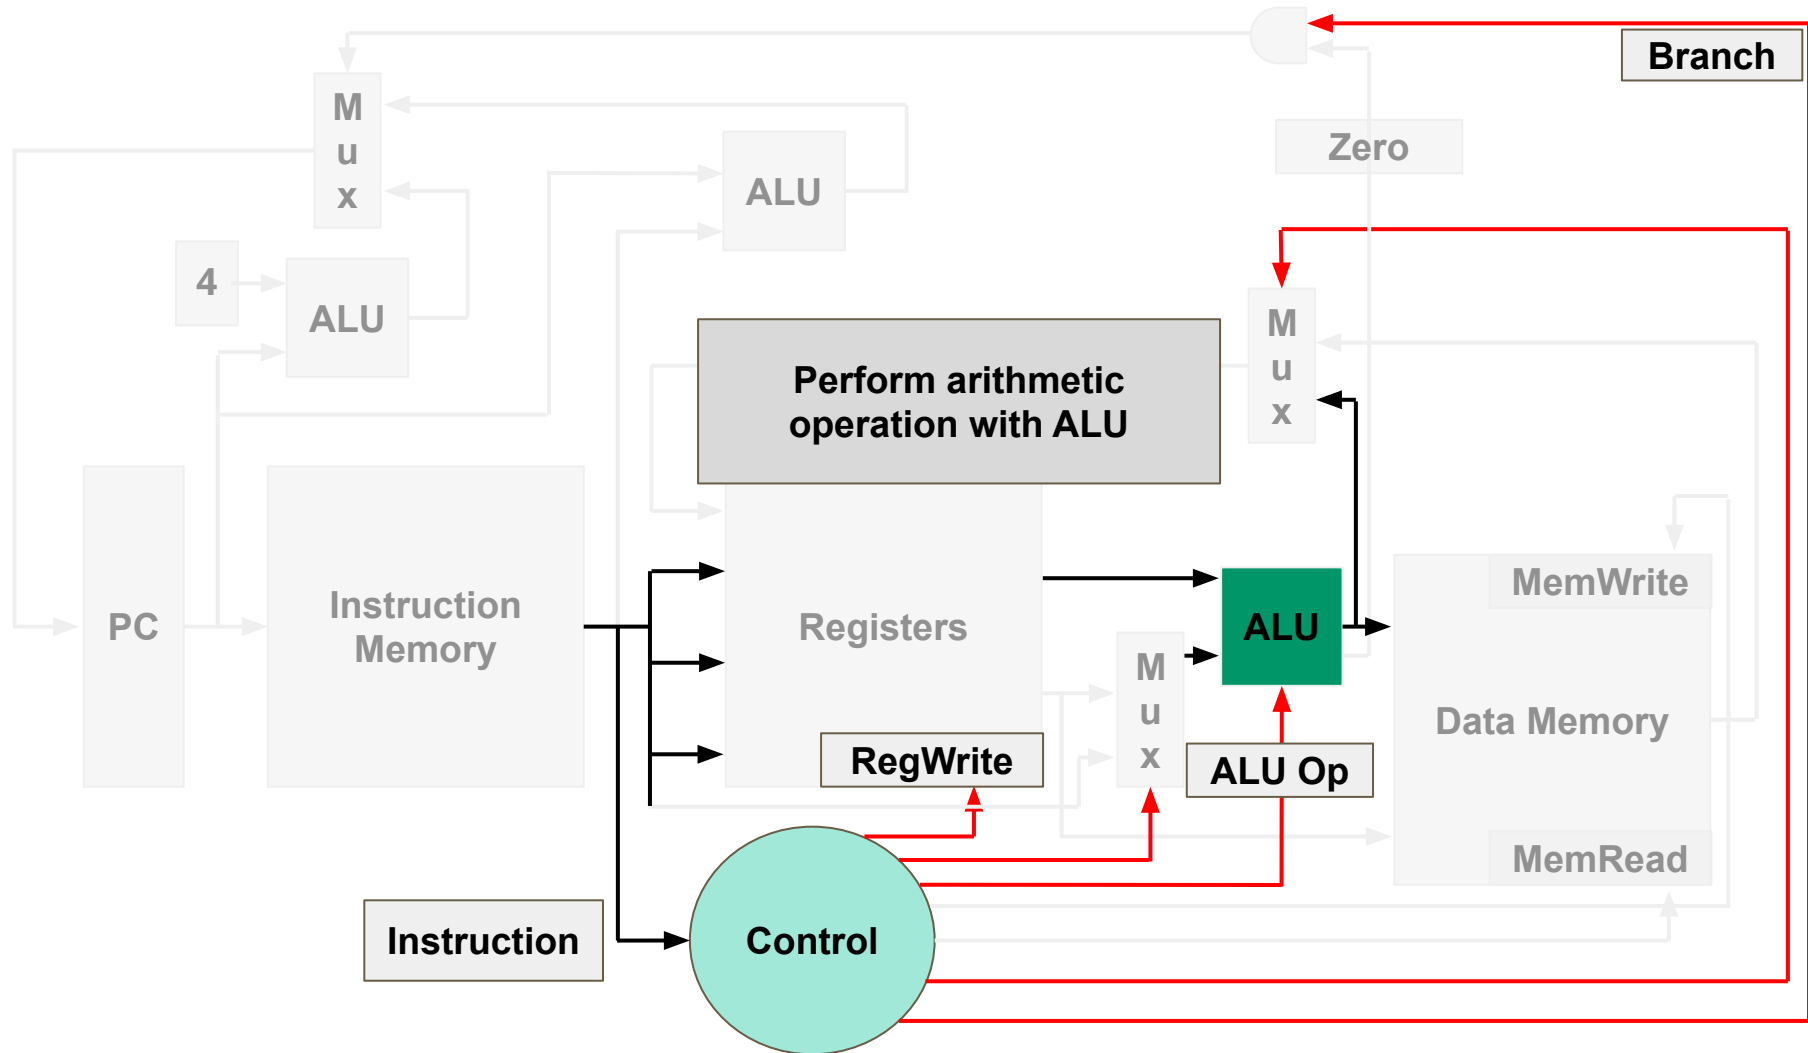 Branch
M
u
x
Zero
ALU
4
ALU
M
u
x
Perform arithmetic
operation with ALU
PC
Instruction
Memory
Registers
ALU
MemWrite
M
u
x
Data Memory
RegWrite
ALU Op
MemRead
Instruction
Control